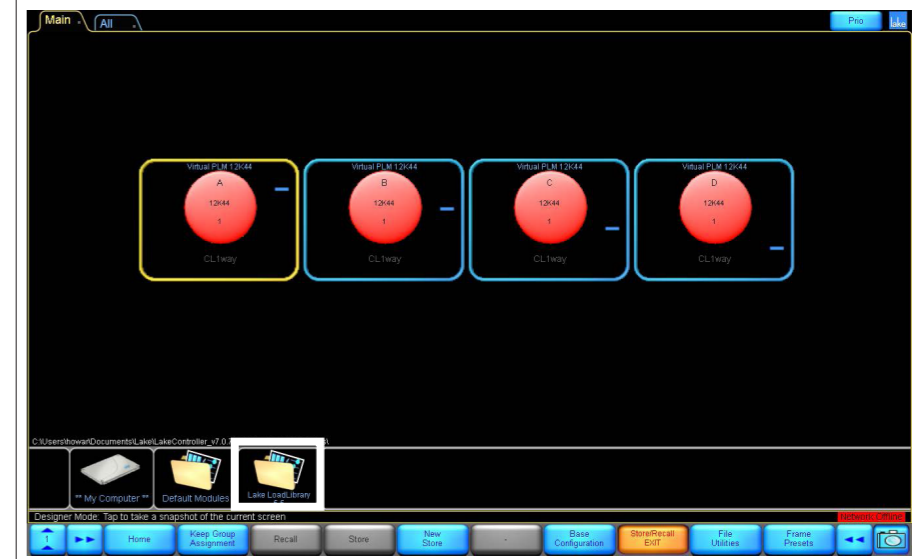 Main
All
Prio
lake
Virtual PLM 12K44
A
12K44
1
CL1way
Virtual PLM 12K44
B
12K44
1
CL1way
Virtual PLM 12K44
C
12K44
1
CL1way
Virtual PLM 12K44
D
12K44
1
CL1way
C:\Users\howar\Documents\Lake\LakeController_v7.0.
** My Computer **
Default Modules
Lake LoadLibrary
Designer Mode: Tap to take a snapshot of the current screen
Network Offline
1
Home
Keep Group
Assignment
Recall
Store
New
Store
Base
Configuration
Store/Recall
EXIT
File
Utilities
Frame
Presets